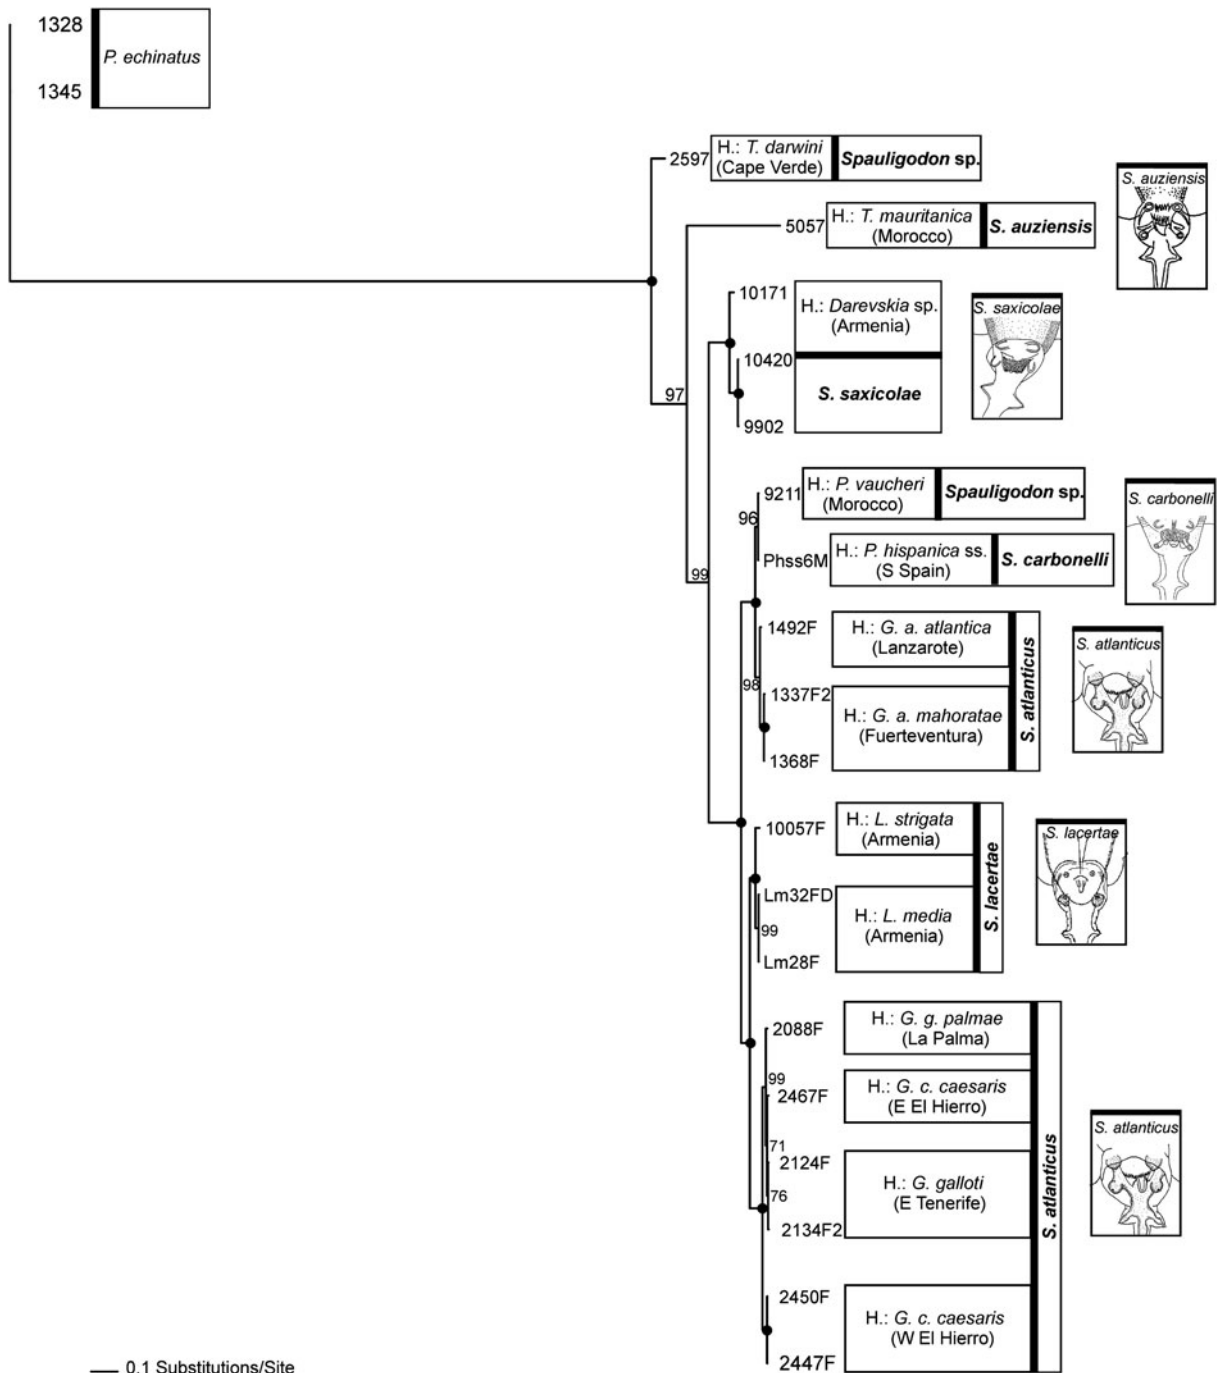 1328
P. echinatus
1345
2597
H.: T. darwini
(Cape Verde)
Spauligodon sp.
S. auziensis
5057
H.: T. mauritanica
(Morocco)
S. auziensis
10171
H.: Darevskia sp.
(Armenia)
S. saxicolae
10420
97
S. saxicolae
9902
9211
H.: P. vaucheri
(Morocco)
Spauligodon sp.
S. carbonelli
96
Phss6M
H.: P. hispanica ss.
(S Spain)
S. carbonelli
99
1492F
H.: G. a. atlantica
(Lanzarote)
S. atlanticus
S. atlanticus
98
1337F2
H.: G. a. mahoratae
(Fuerteventura)
1368F
10057F
H.: L. strigata
(Armenia)
S. lacertae
S. lacertae
Lm32FD
H.: L. media
(Armenia)
99
Lm28F
2088F
H.: G. g. palmae
(La Palma)
99
2467F
H.: G. c. caesaris
(E El Hierro)
S. atlanticus
S. atlanticus
71
2124F
H.: G. galloti
(E Tenerife)
76
2134F2
2450F
H.: G. c. caesaris
(W El Hierro)
2447F
0.1 Substitutions/Site